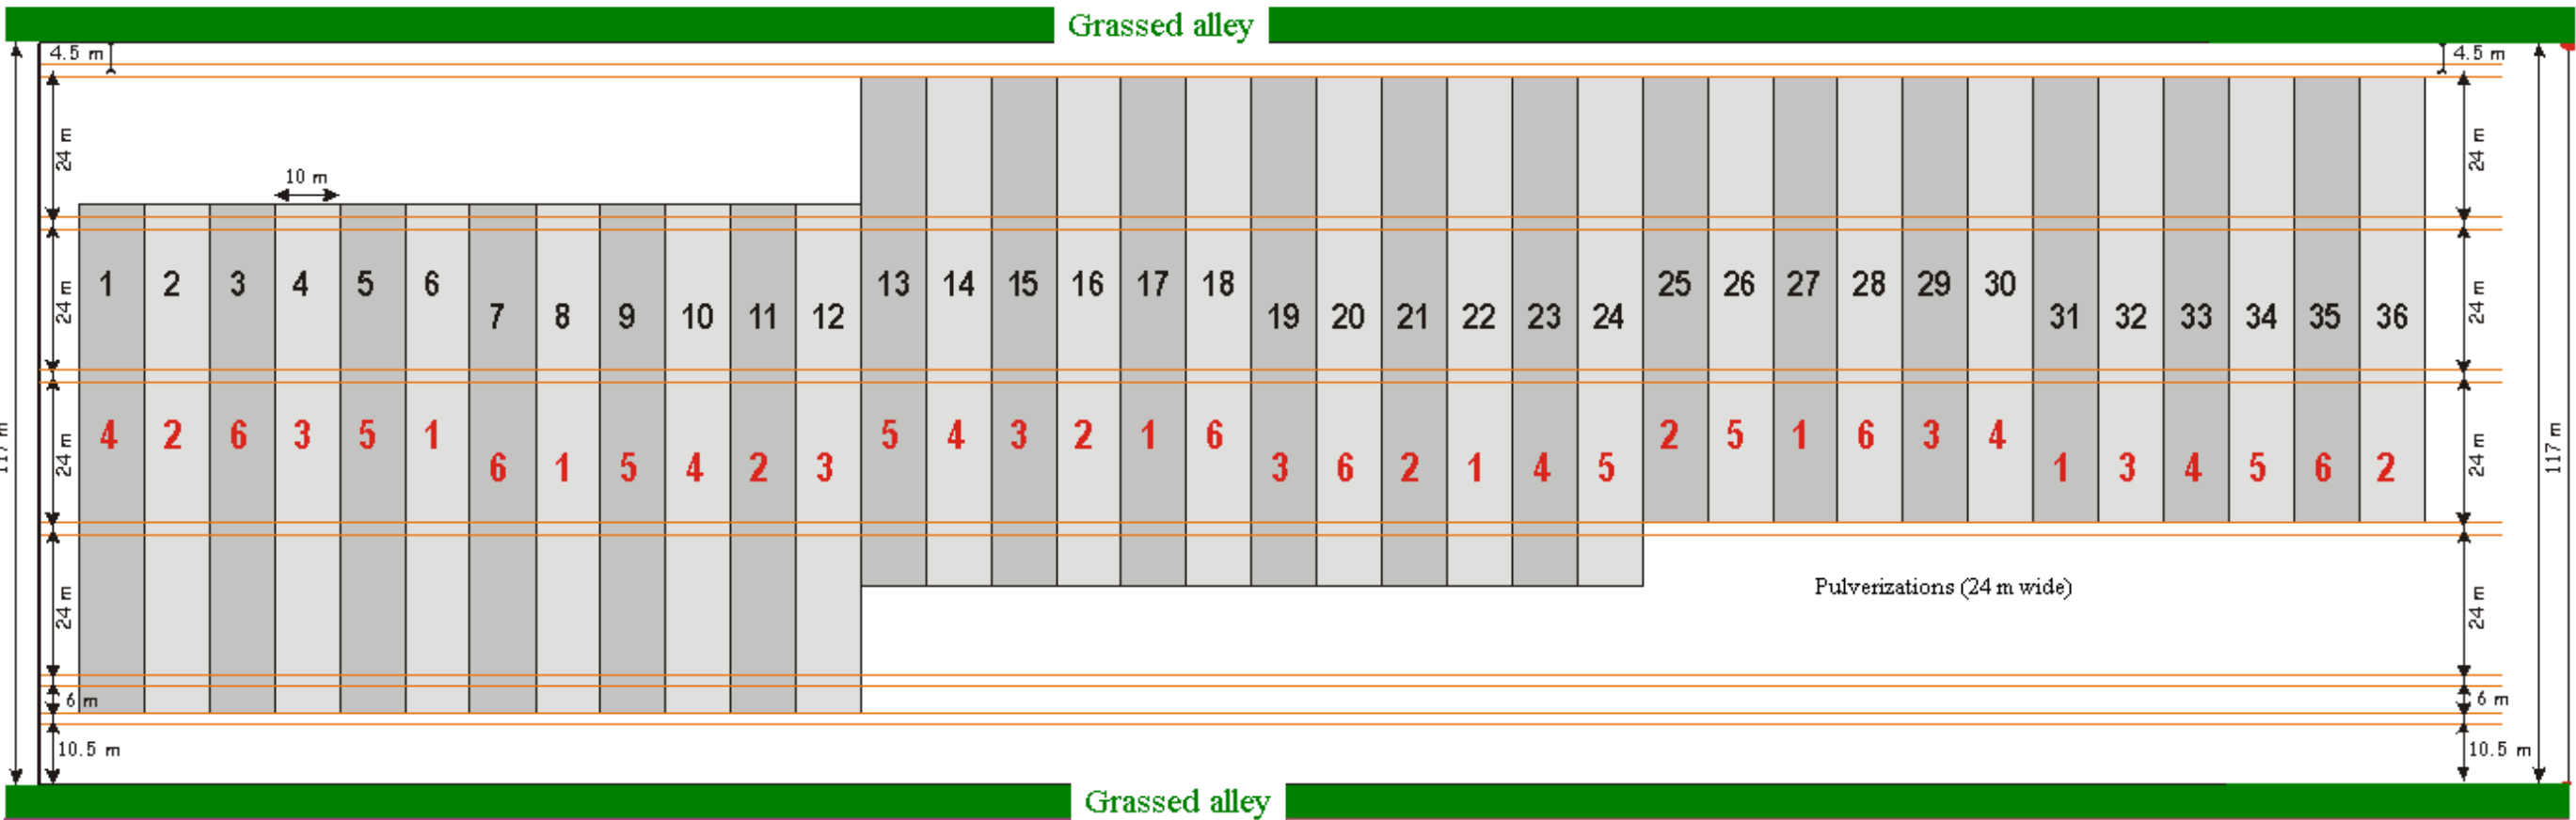 Grassed alley
4.5 m 4.5 m
24 m 24 m
10 m
1 2 3 4 5 6 13 14 15 16 17 18 25 26 27 28 29 30
24 m 7 8 9 10 11 12 19 20 21 22 23 24 31 32 33 34 35 36 24 m
4 2 6 3 5 1 5 4 3 2 1 6 2 5 1 6 3 4
117 m 24 m 6 1 5 4 2 3 3 6 2 1 4 5 1 3 4 5 6 2 24 m 117 m
Pulverizations (24 m wide)
24 m 24 m
6 m 6 m
10.5 m 10.5 m
Grassed alley